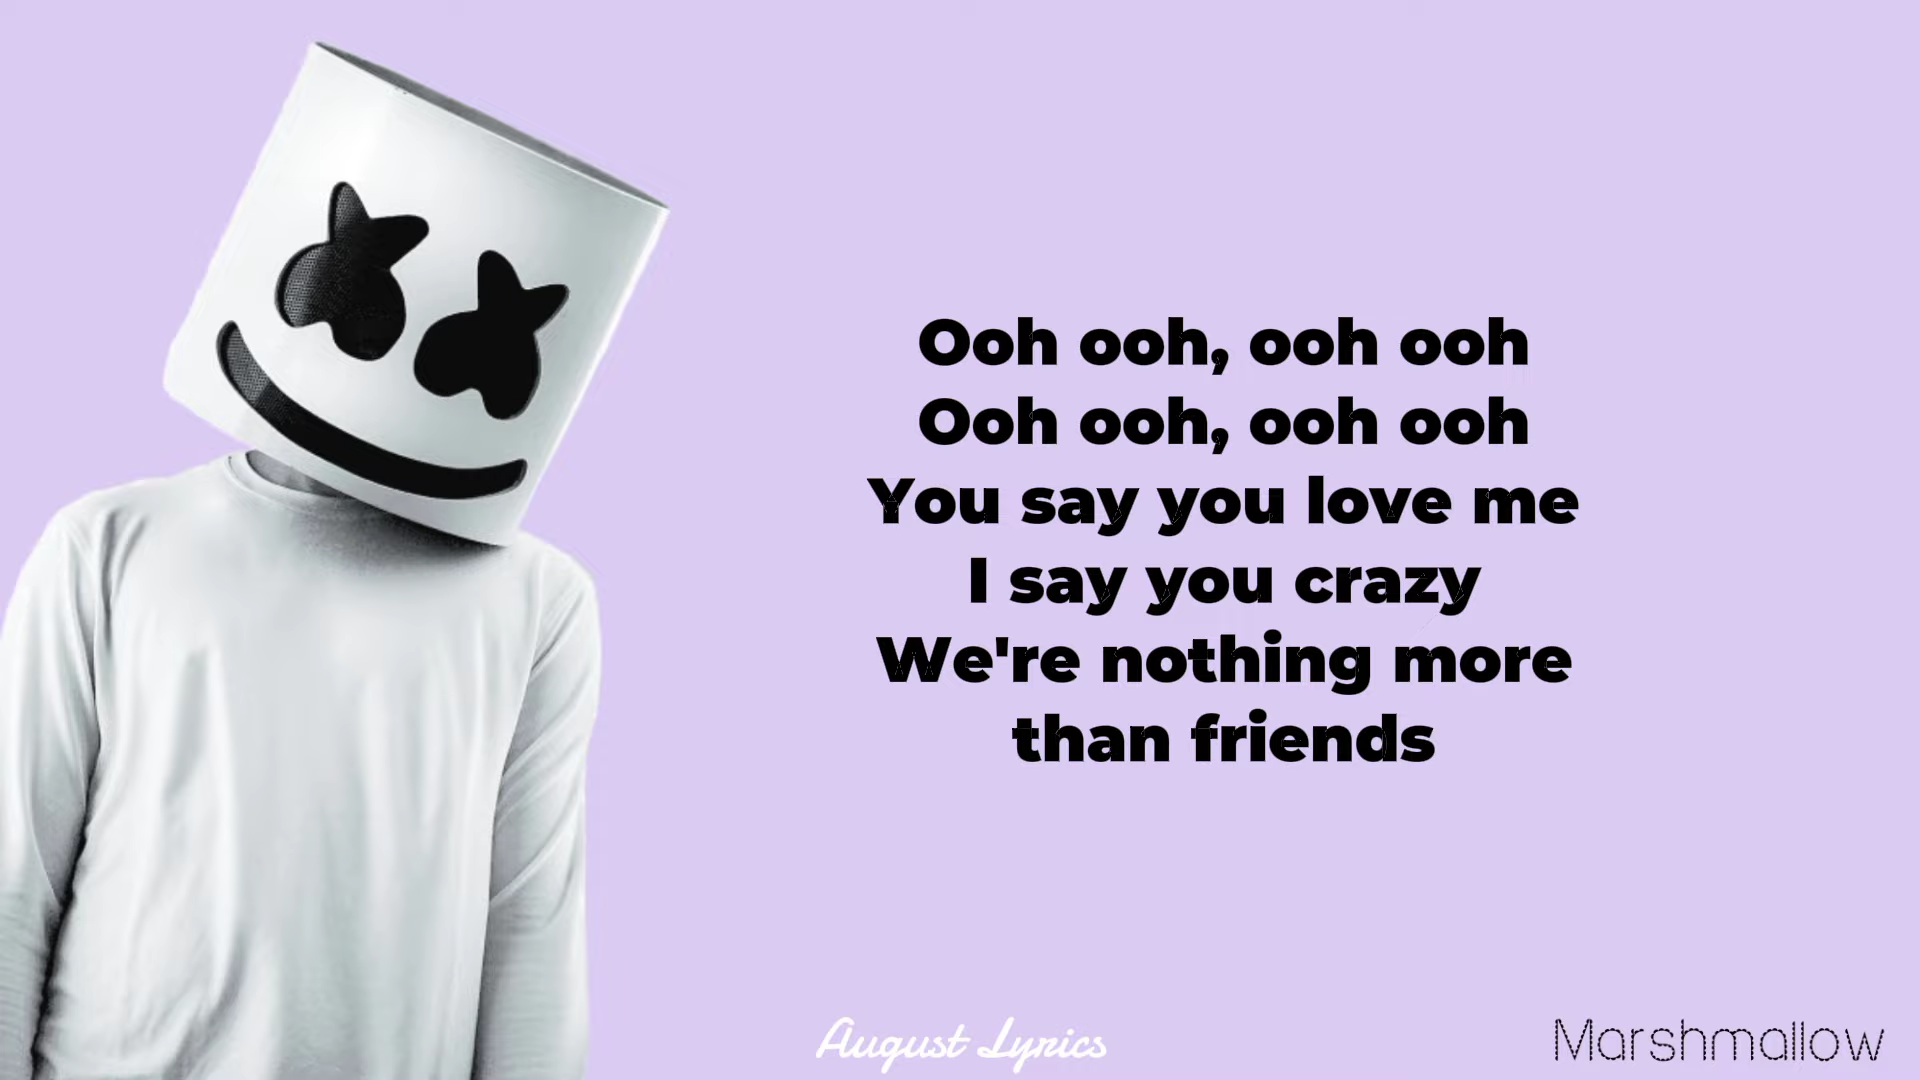 Ooh ooh, ooh ooh
Ooh ooh, ooh ooh
You say you love me
I say you crazy
We're nothing more
than friends
August Lyrics
Marshmallow